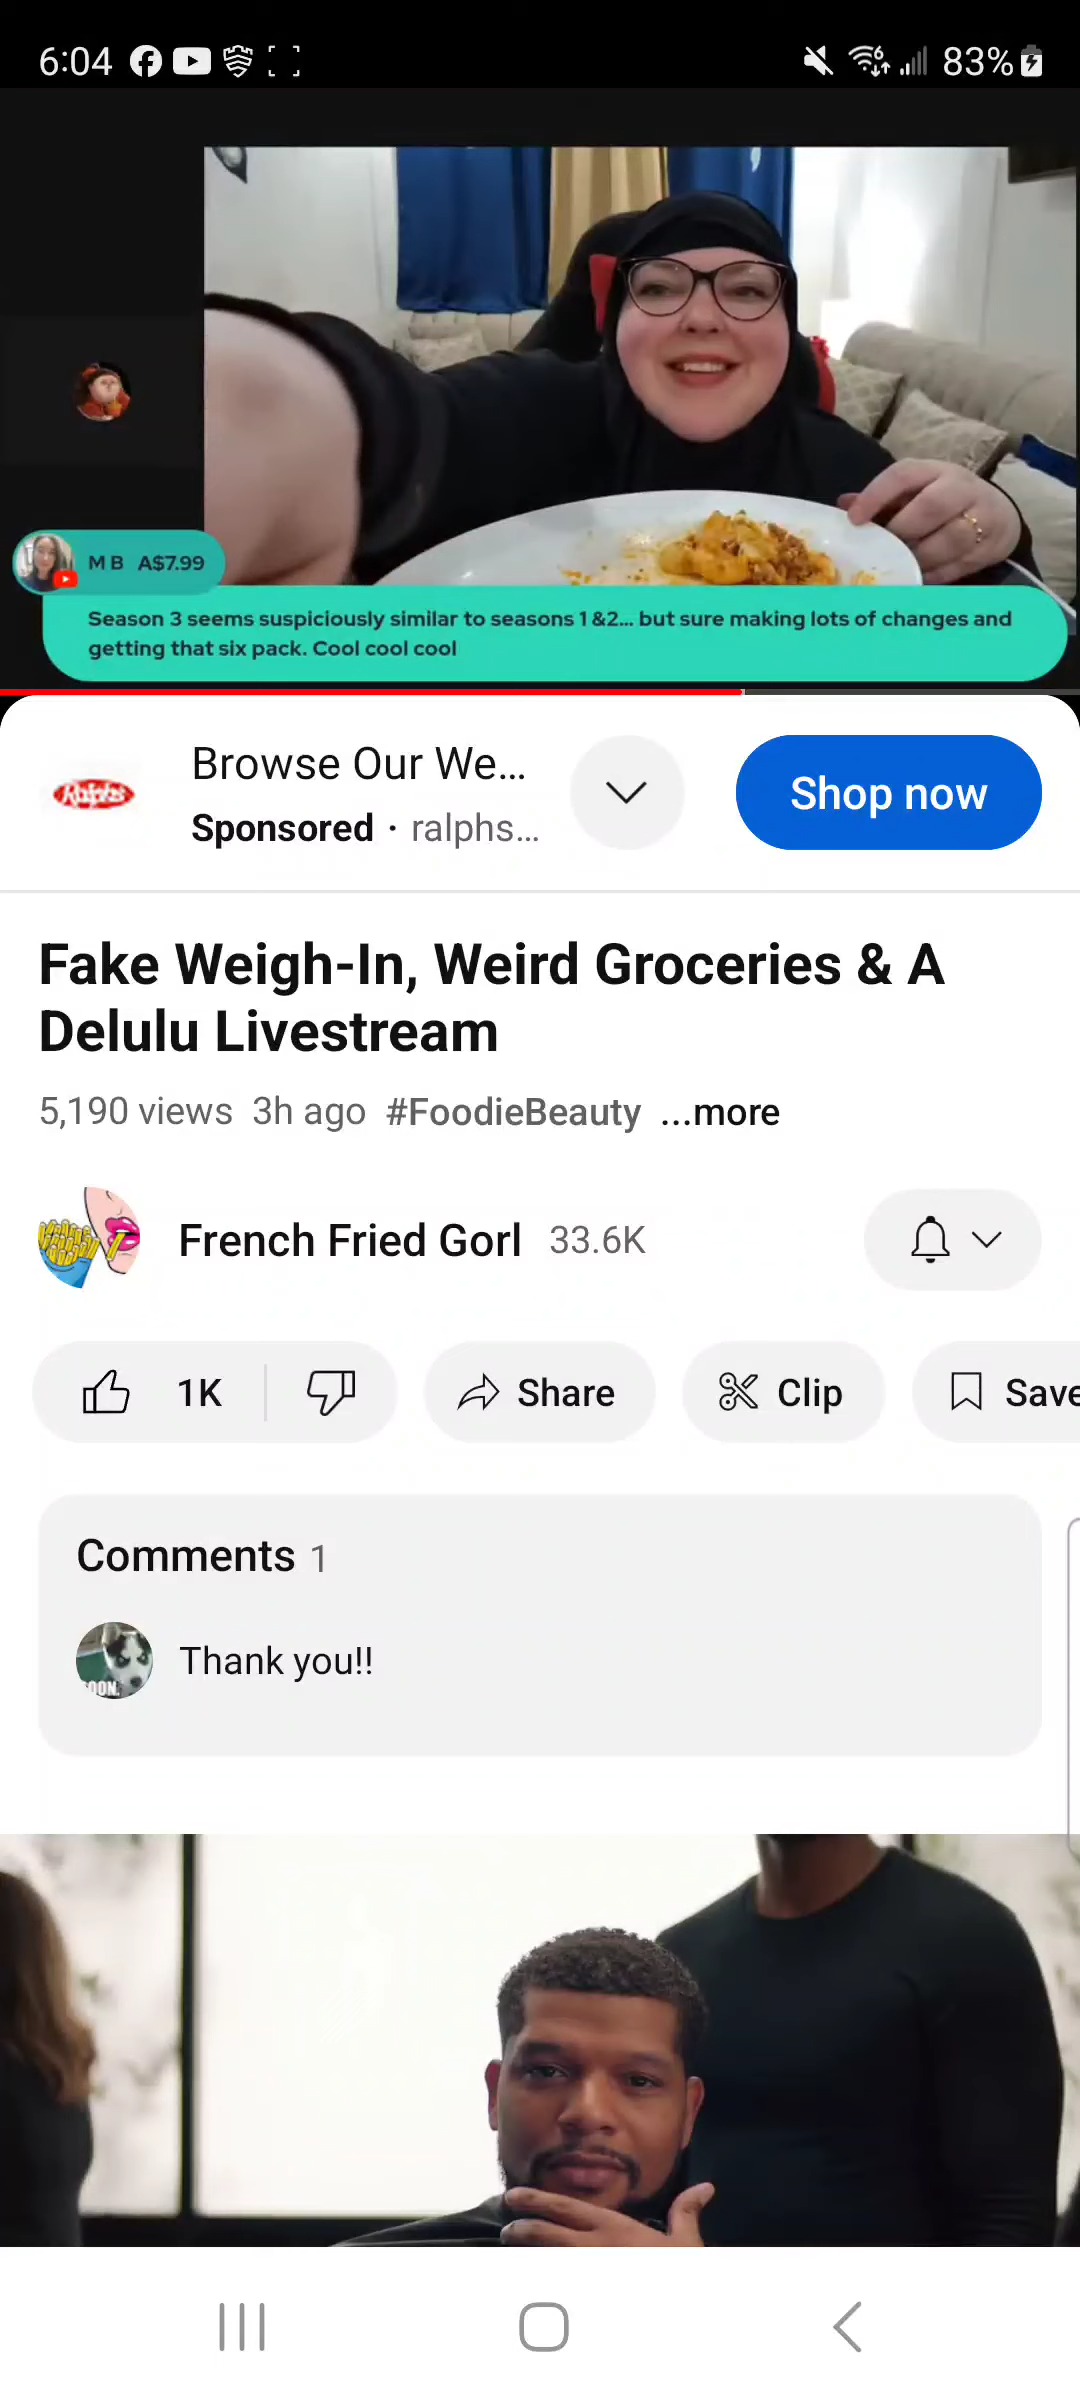 6:04
83%
M B A$7.99
Season 3 seems suspiciously similar to seasons 1 &2... but sure making lots of changes and
getting that six pack. Cool cool cool
Ralphs
Browse Our We...
Sponsored · ralphs...
Shop now
Fake Weigh-In, Weird Groceries & A
Delulu Livestream
5,190 views 3h ago #FoodieBeauty ...more
French Fried Gorl 33.6K
1K
Share
Clip
Save
Comments 1
Thank you!!
OON.